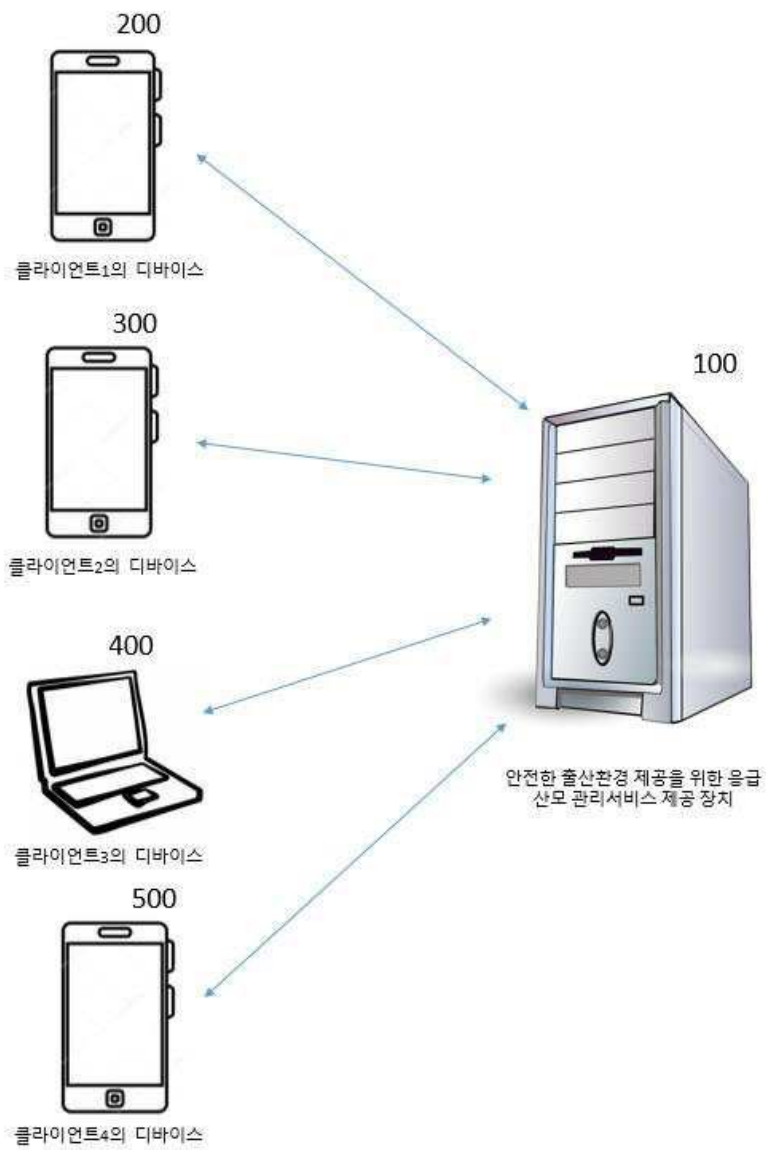 200
클라이언트1의 디바이스
300
클라이언트2의 디바이스
400
클라이언트3의 디바이스
500
클라이언트4의 디바이스
100
안전한 출산환경 제공을 위한 응급
산모 관리서비스 제공 장치